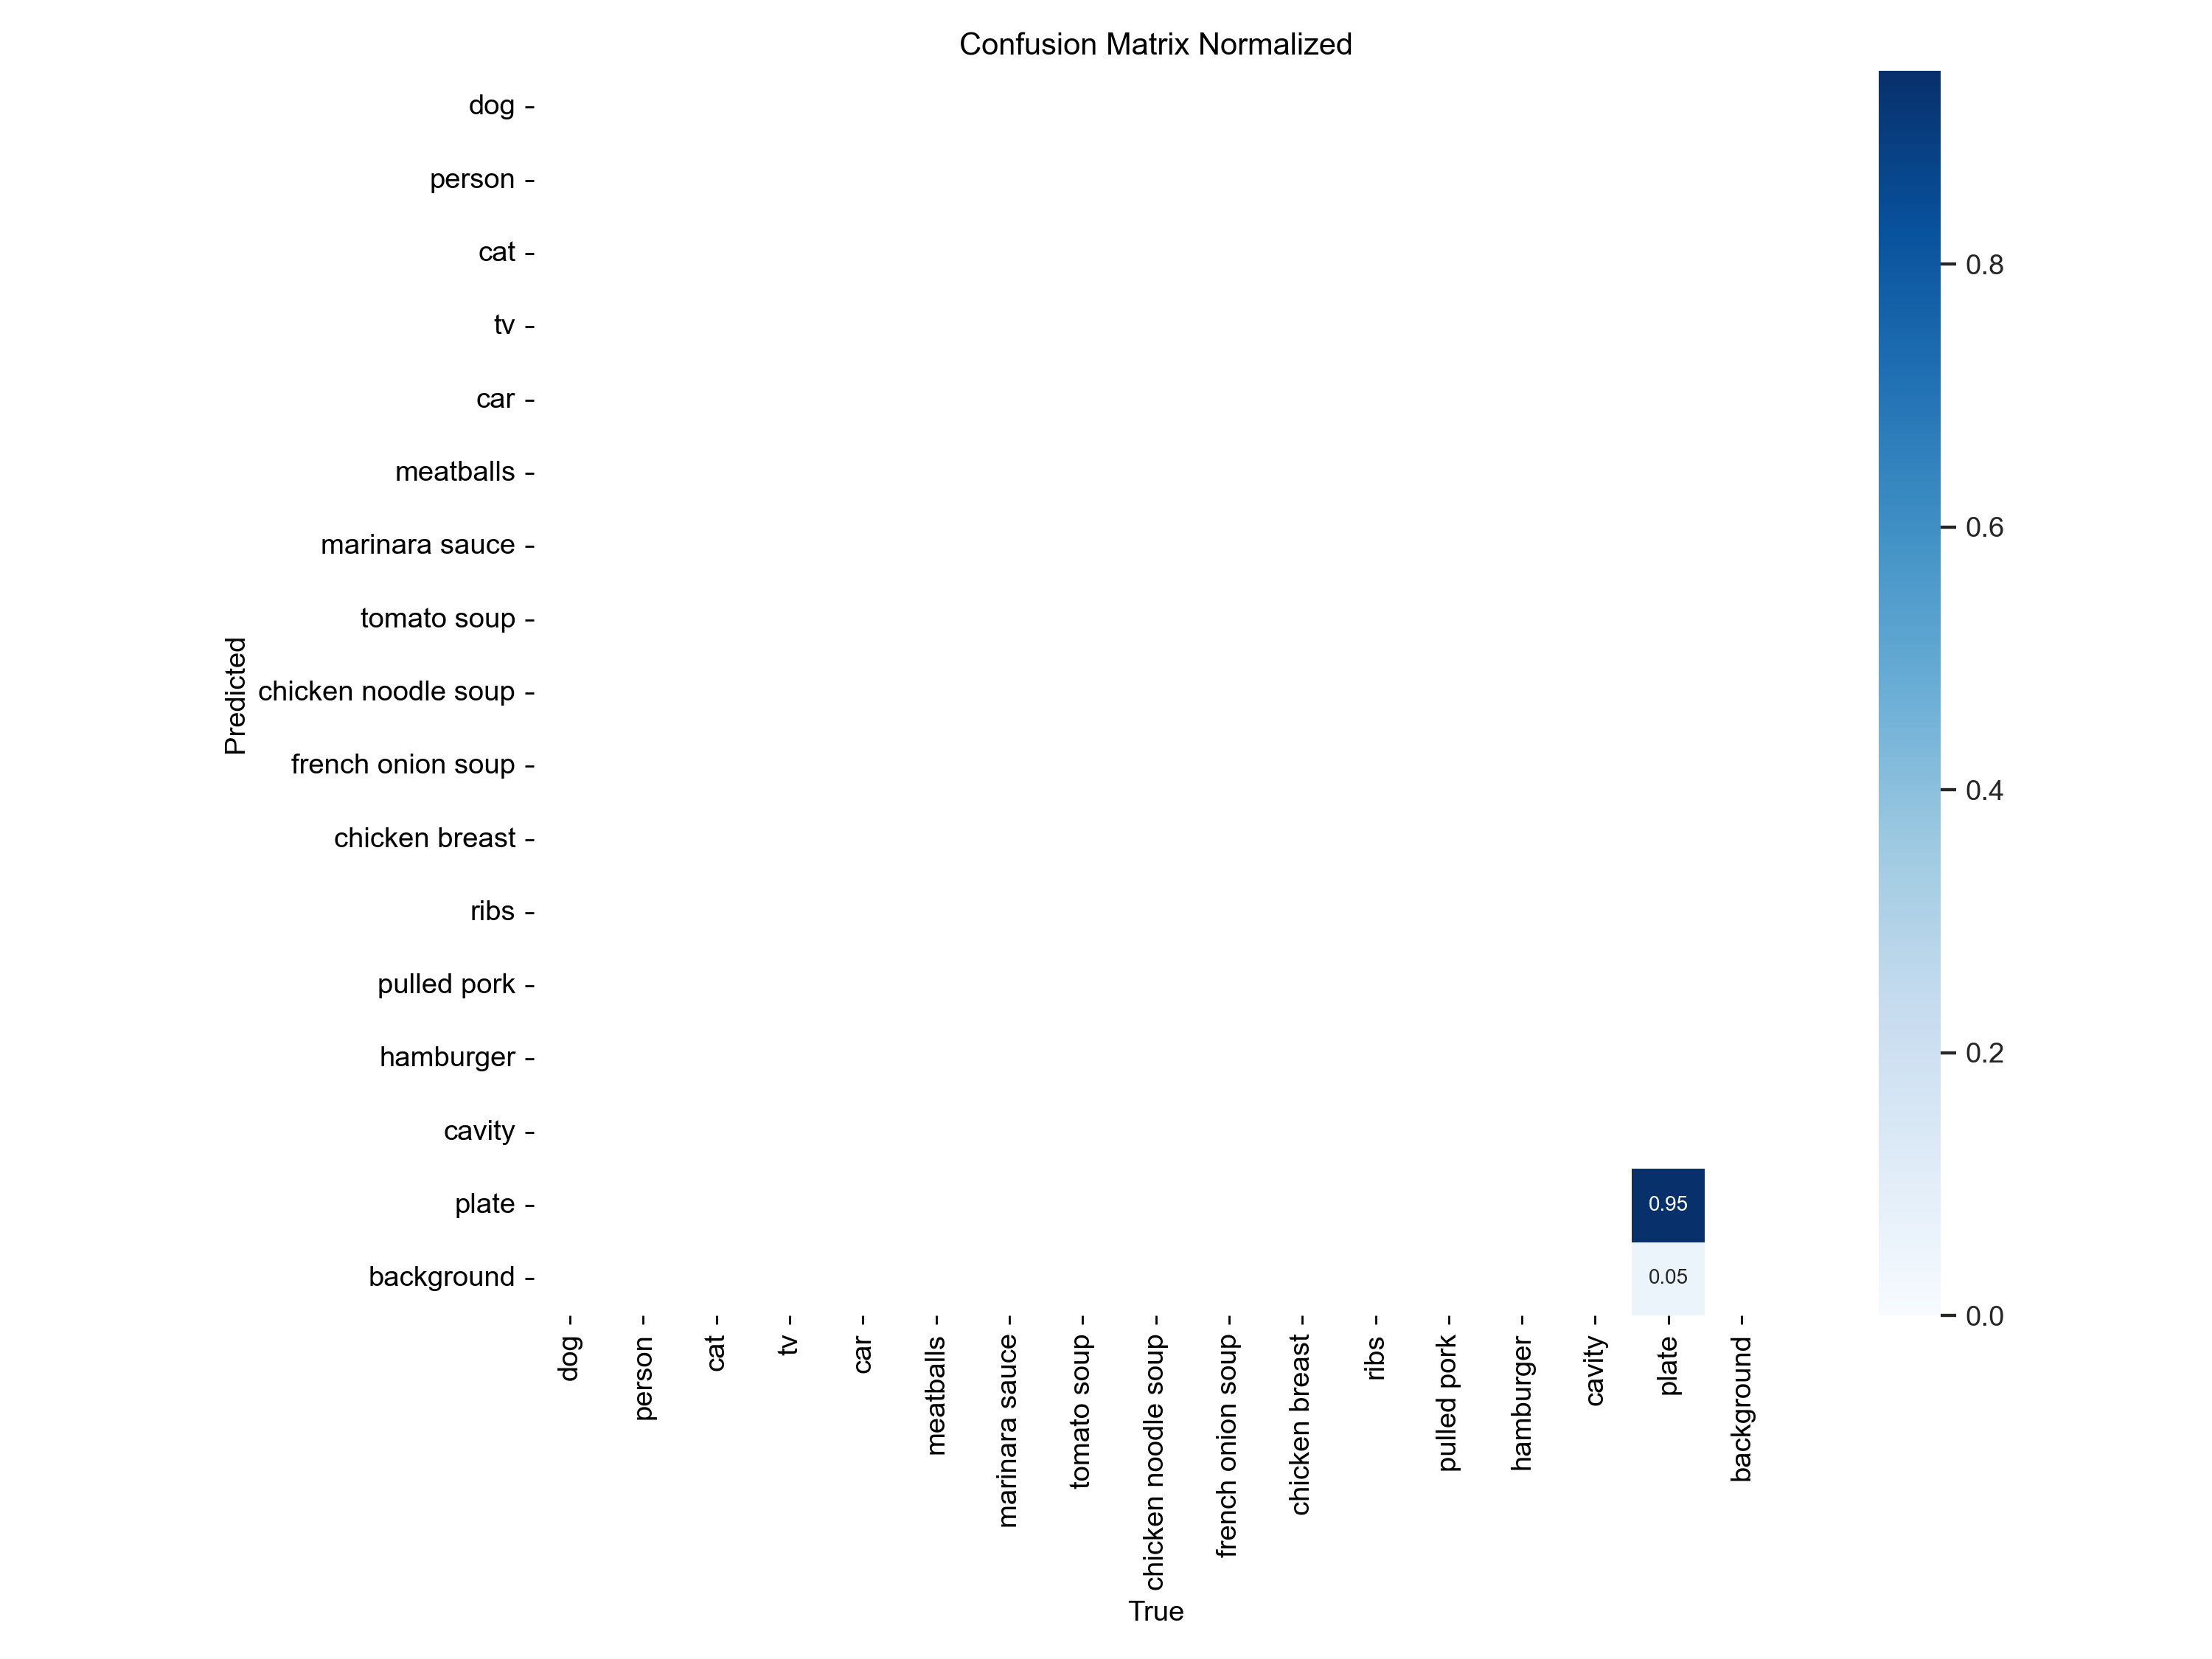 Confusion Matrix Normalized
dog
person
cat
tv
car
meatballs
marinara sauce
tomato soup
chicken noodle soup
french onion soup
chicken breast
ribs
pulled pork
hamburger
cavity
plate
background
Predicted
0.95
0.05
dog
person
cat
tv
car
meatballs
marinara sauce
tomato soup
chicken noodle soup
french onion soup
chicken breast
ribs
pulled pork
hamburger
cavity
plate
background
True
0.8
0.6
0.4
0.2
0.0